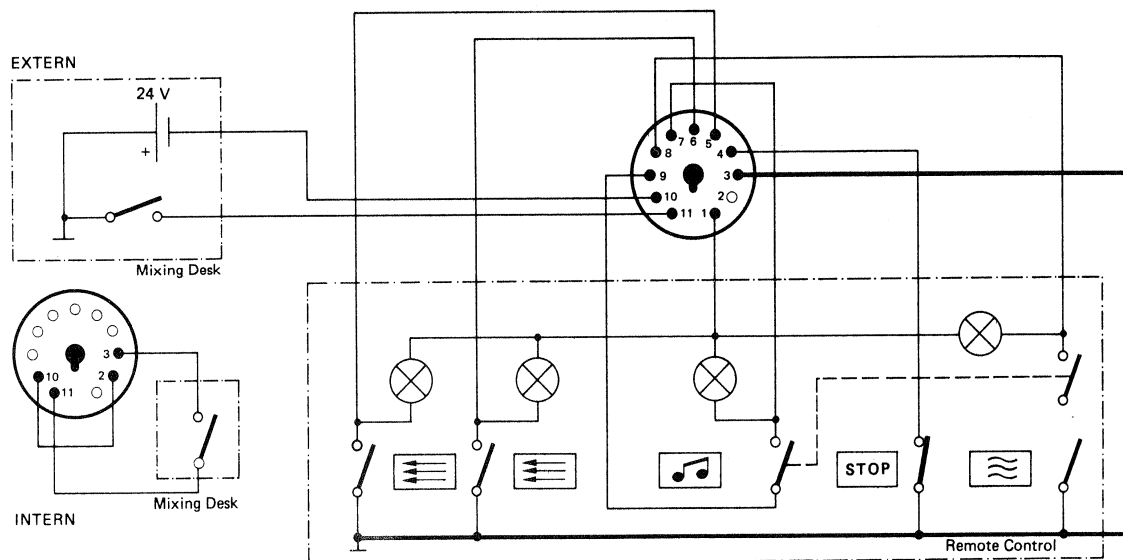 EXTERN
24 V
+
Mixing Desk
7 6 5
8 4
9 3
10 2
11 1
3
10 2
11
Mixing Desk
INTERN
STOP
Remote Control